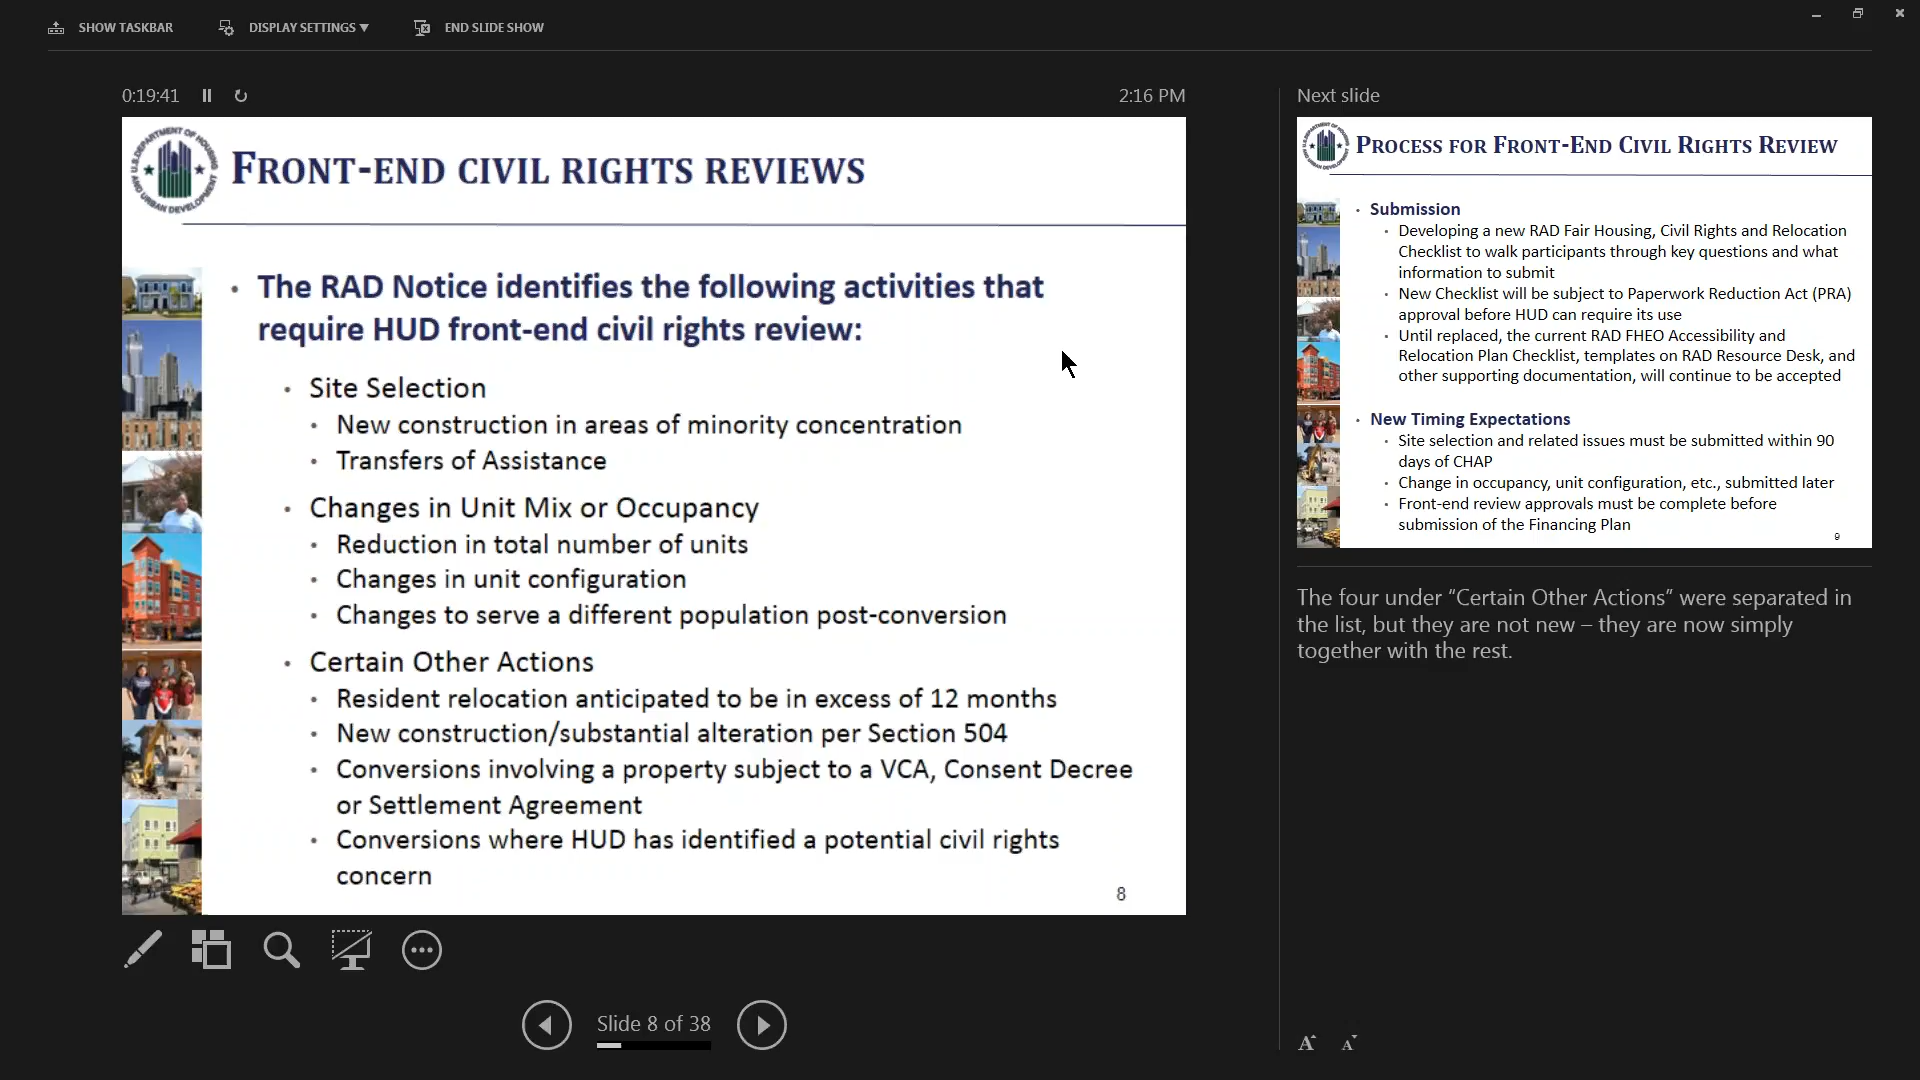 SHOW TASKBAR
DISPLAY SETTINGS ▼
END SLIDE SHOW
0:19:41
2:16 PM
U.S. DEPARTMENT OF HOUSING AND URBAN DEVELOPMENT
FRONT-END CIVIL RIGHTS REVIEWS
• The RAD Notice identifies the following activities that
require HUD front-end civil rights review:
• Site Selection
• New construction in areas of minority concentration
• Transfers of Assistance
• Changes in Unit Mix or Occupancy
• Reduction in total number of units
• Changes in unit configuration
• Changes to serve a different population post-conversion
• Certain Other Actions
• Resident relocation anticipated to be in excess of 12 months
• New construction/substantial alteration per Section 504
• Conversions involving a property subject to a VCA, Consent Decree
or Settlement Agreement
• Conversions where HUD has identified a potential civil rights
concern
8
Slide 8 of 38
Next slide
PROCESS FOR FRONT-END CIVIL RIGHTS REVIEW
• Submission
• Developing a new RAD Fair Housing, Civil Rights and Relocation
Checklist to walk participants through key questions and what
information to submit
• New Checklist will be subject to Paperwork Reduction Act (PRA)
approval before HUD can require its use
• Until replaced, the current RAD FHEO Accessibility and
Relocation Plan Checklist, templates on RAD Resource Desk, and
other supporting documentation, will continue to be accepted
• New Timing Expectations
• Site selection and related issues must be submitted within 90
days of CHAP
• Change in occupancy, unit configuration, etc., submitted later
• Front-end review approvals must be complete before
submission of the Financing Plan
9
The four under “Certain Other Actions” were separated in
the list, but they are not new – they are now simply
together with the rest.
A A